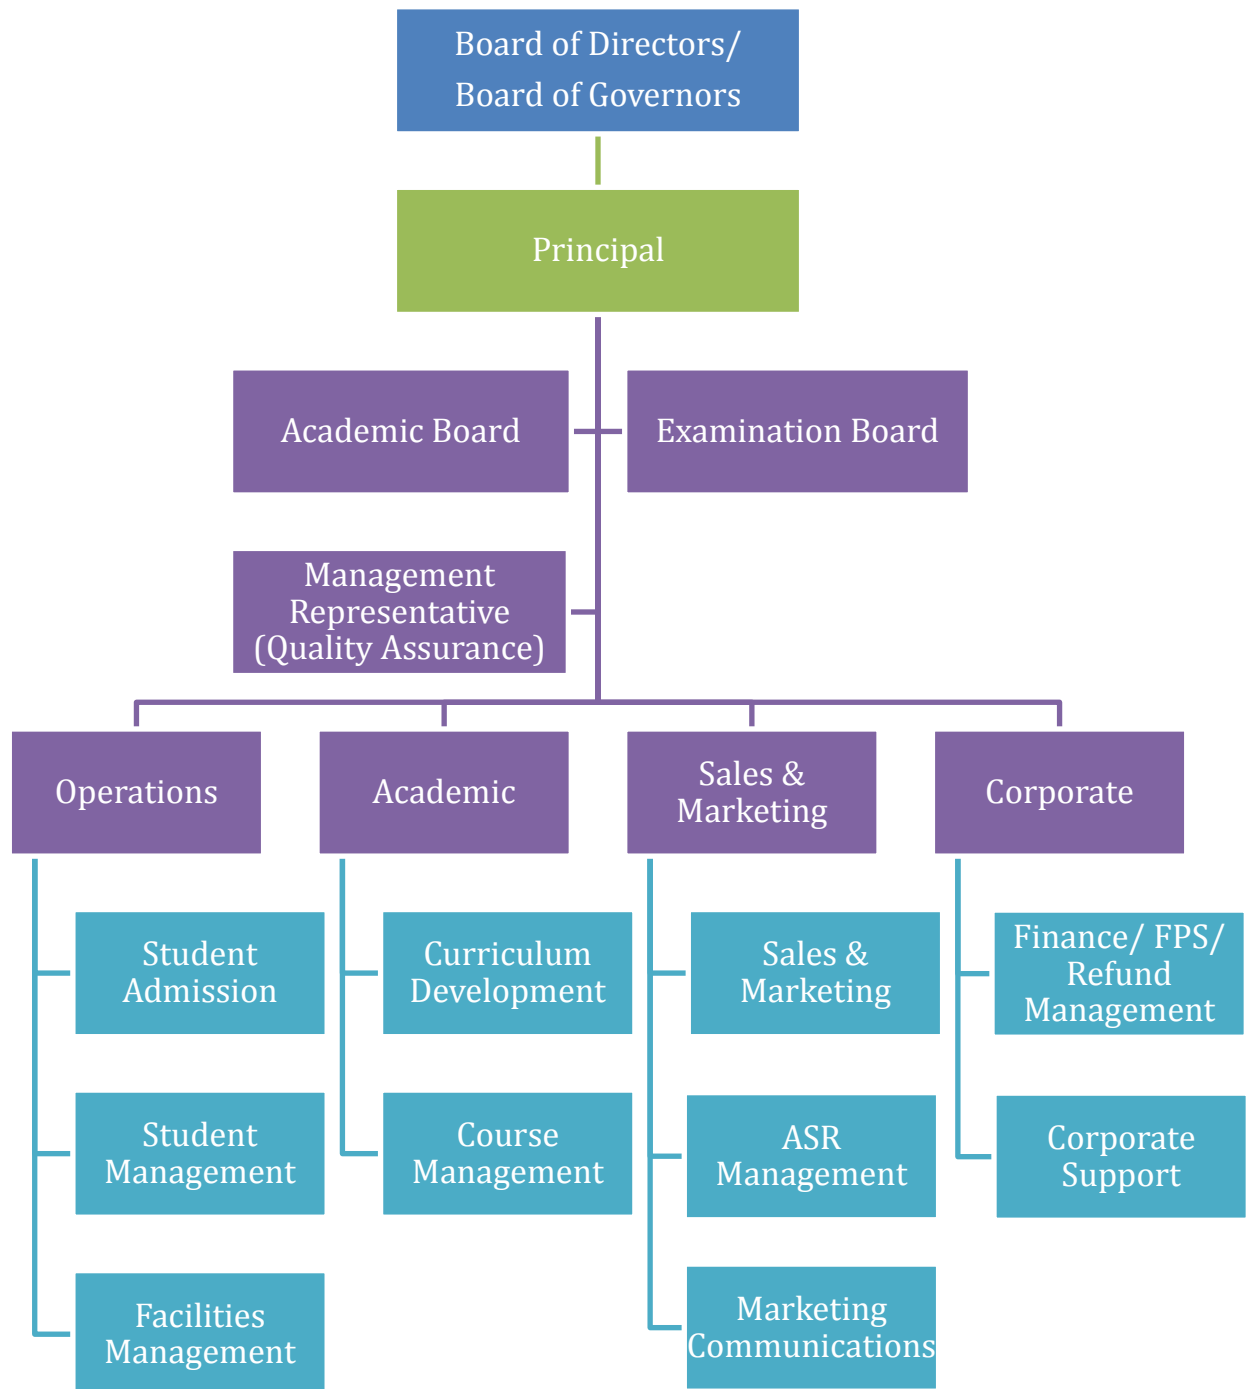 Board of Directors/
Board of Governors
Principal
Academic Board
Examination Board
Management
Representative
(Quality Assurance)
Operations
Academic
Sales &
Marketing
Corporate
Student
Admission
Curriculum
Development
Sales &
Marketing
Finance/ FPS/
Refund
Management
Student
Management
Course
Management
ASR
Management
Corporate
Support
Facilities
Management
Marketing
Communications